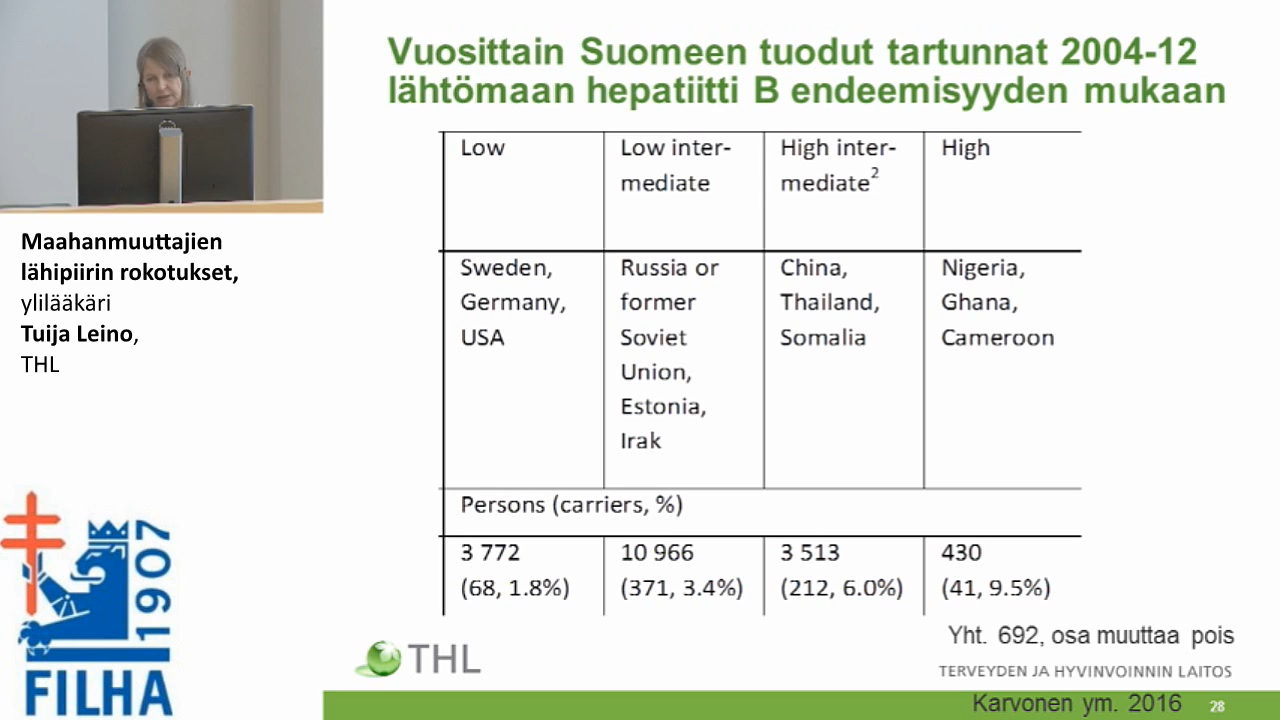 Vuosittain Suomeen tuodut tartunnat 2004-12
lähtömaan hepatiitti B endeemisyyden mukaan
Maahanmuuttajien
lähipiirin rokotukset,
ylilääkäri
Tuija Leino,
THL
Low
Low inter-
mediate
High inter-
mediate²
High
Sweden,
Germany,
USA
Russia or
former
Soviet
Union,
Estonia,
Irak
China,
Thailand,
Somalia
Nigeria,
Ghana,
Cameroon
Persons (carriers, %)
3 772
(68, 1.8%)
10 966
(371, 3.4%)
3 513
(212, 6.0%)
430
(41, 9.5%)
Yht. 692, osa muuttaa pois
THL
TERVEYDEN JA HYVINVOINNIN LAITOS
Karvonen ym. 2016
28
1907
FILHA